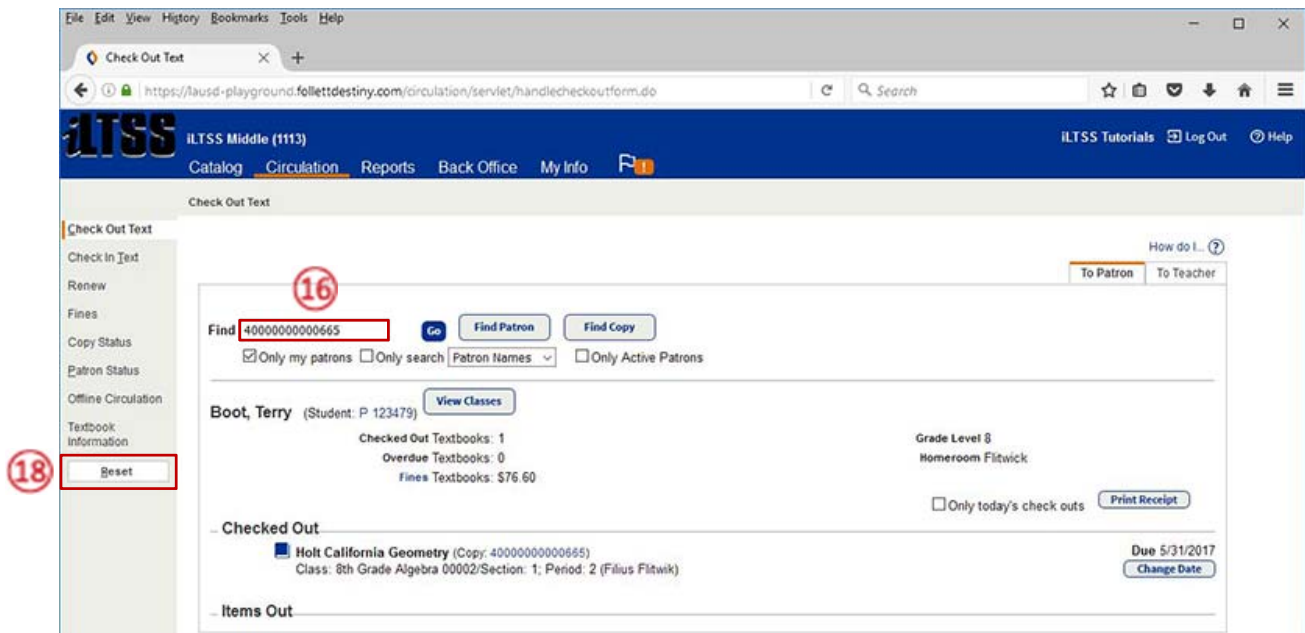 File Edit View History Bookmarks Tools Help
Check Out Text
https://lausd-playground.follettdestiny.com/circulation/servlet/handlecheckoutform.do
Search
iLTSS
iLTSS Middle (1113)
iLTSS Tutorials Log Out ? Help
Catalog Circulation Reports Back Office My Info !
Check Out Text
Check Out Text
Check In Text
Renew
Fines
Copy Status
Patron Status
Offline Circulation
Textbook
Information
18
Reset
How do I... ?
To Patron To Teacher
16
Find 40000000000665 Go Find Patron Find Copy
Only my patrons Only search Patron Names Only Active Patrons
Boot, Terry (Student: P 123479) View Classes
Checked Out Textbooks: 1 Grade Level 8
Overdue Textbooks: 0 Homeroom Flitwick
Fines Textbooks: $76.60
Only today's check outs Print Receipt
Checked Out
Holt California Geometry (Copy: 40000000000665) Due 5/31/2017
Class: 8th Grade Algebra 00002/Section: 1; Period: 2 (Filius Flitwik) Change Date
Items Out